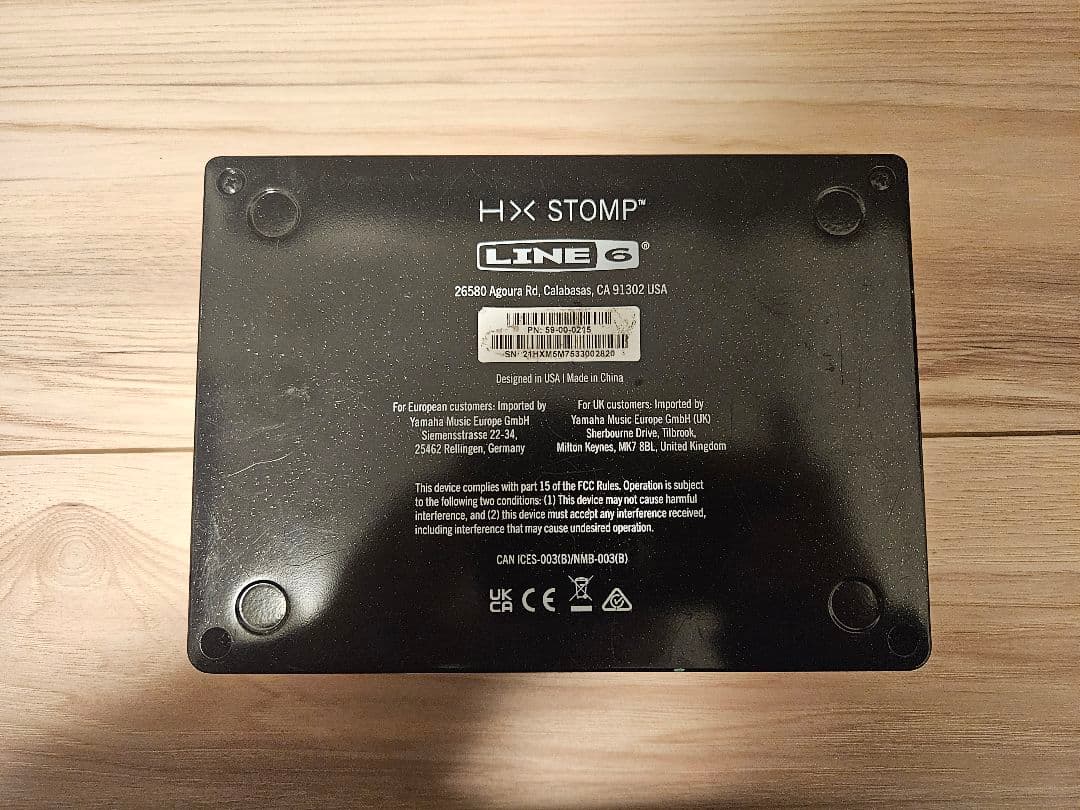 HX STOMP™
LINE 6®
26580 Agoura Rd, Calabasas, CA 91302 USA
PN: 59-00-0215
SN: 21HXM5M7533002820
Designed in USA | Made in China
For European customers: Imported by
Yamaha Music Europe GmbH
Siemensstrasse 22-34,
25462 Rellingen, Germany
For UK customers: Imported by
Yamaha Music Europe GmbH (UK)
Sherbourne Drive, Tilbrook,
Milton Keynes, MK7 8BL, United Kingdom
This device complies with part 15 of the FCC Rules. Operation is subject
to the following two conditions: (1) This device may not cause harmful
interference, and (2) this device must accept any interference received,
including interference that may cause undesired operation.
CAN ICES-003(B)/NMB-003(B)
UK
CA
CE